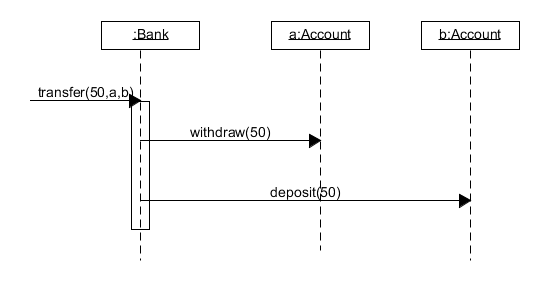 :Bank
a:Account
b:Account
transfer(50,a,b)
withdraw(50)
deposit(50)